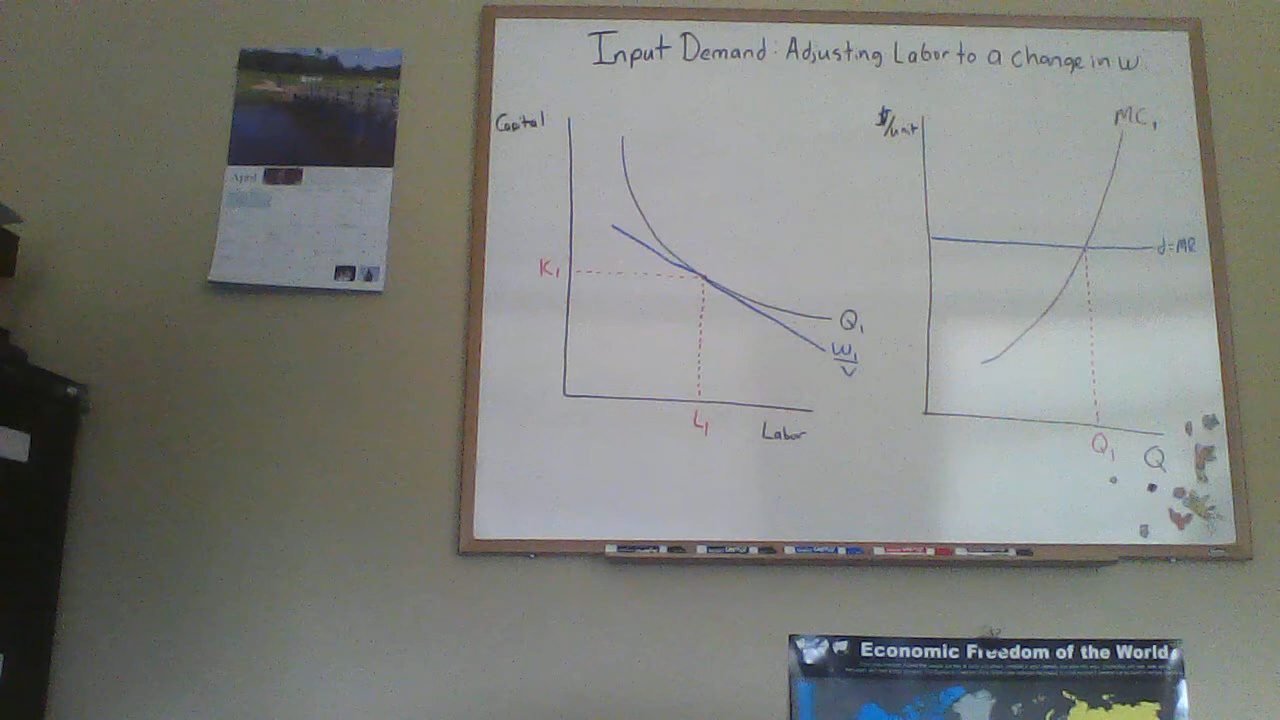 Input Demand: Adjusting Labor to a change in w
Capital
K₁
L₁
Labor
Q₁
w₁
v
$/unit
MC₁
d=MR
Q₁
Q
April
Economic Freedom of the World